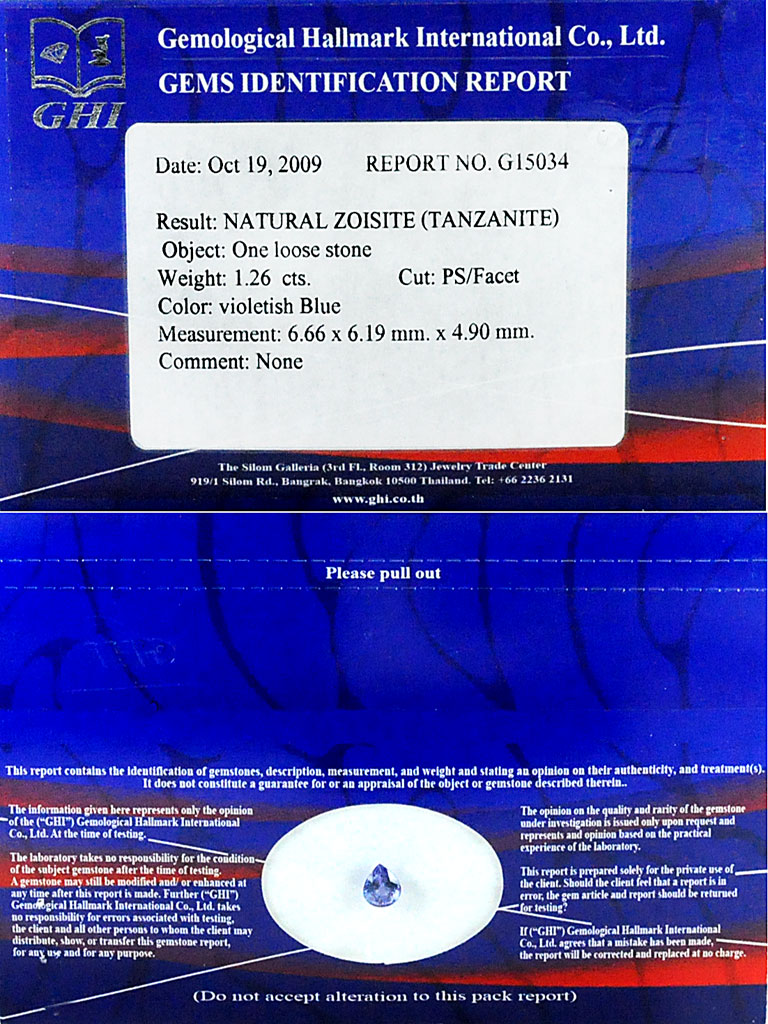 GHI
Gemological Hallmark International Co., Ltd.
GEMS IDENTIFICATION REPORT
Date: Oct 19, 2009 REPORT NO. G15034
Result: NATURAL ZOISITE (TANZANITE)
Object: One loose stone
Weight: 1.26 cts. Cut: PS/Facet
Color: violetish Blue
Measurement: 6.66 x 6.19 mm. x 4.90 mm.
Comment: None
The Silom Galleria (3rd Fl., Room 312) Jewelry Trade Center
919/1 Silom Rd., Bangrak, Bangkok 10500 Thailand. Tel: +66 2236 2131
www.ghi.co.th
Please pull out
This report contains the identification of gemstones, description, measurement, and weight and stating an opinion on their authenticity, and treatment(s).
It does not constitute a guarantee for or an appraisal of the object or gemstone described therein..
The information given here represents only the opinion
of the ("GHI") Gemological Hallmark International
Co., Ltd. At the time of testing.
The laboratory takes no responsibility for the condition
of the subject gemstone after the time of testing.
A gemstone may still be modified and/ or enhanced at
any time after this report is made. Further ("GHI")
Gemological Hallmark International Co., Ltd. takes
no responsibility for errors associated with testing,
the client and all other persons to whom the client may
distribute, show, or transfer this gemstone report,
for any use and for any purpose.
The opinion on the quality and rarity of the gemstone
under investigation is issued only upon request and
represents and opinion based on the practical
experience of the laboratory.
This report is prepared solely for the private use of
the client. Should the client feel that a report is in
error, the gem article and report should be returned
for testing?
If ("GHI") Gemological Hallmark International
Co., Ltd. agrees that a mistake has been made,
the report will be corrected and replaced at no charge.
(Do not accept alteration to this pack report)